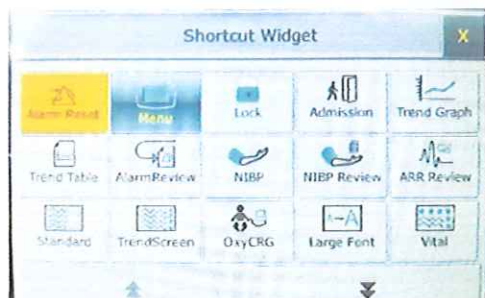 Shortcut Widget X
Alarm Reset Menu Lock Admission Trend Graph
Trend Table AlarmReview NIBP NIBP Review ARR Review
Standard TrendScreen OxyCRG Large Font Vital